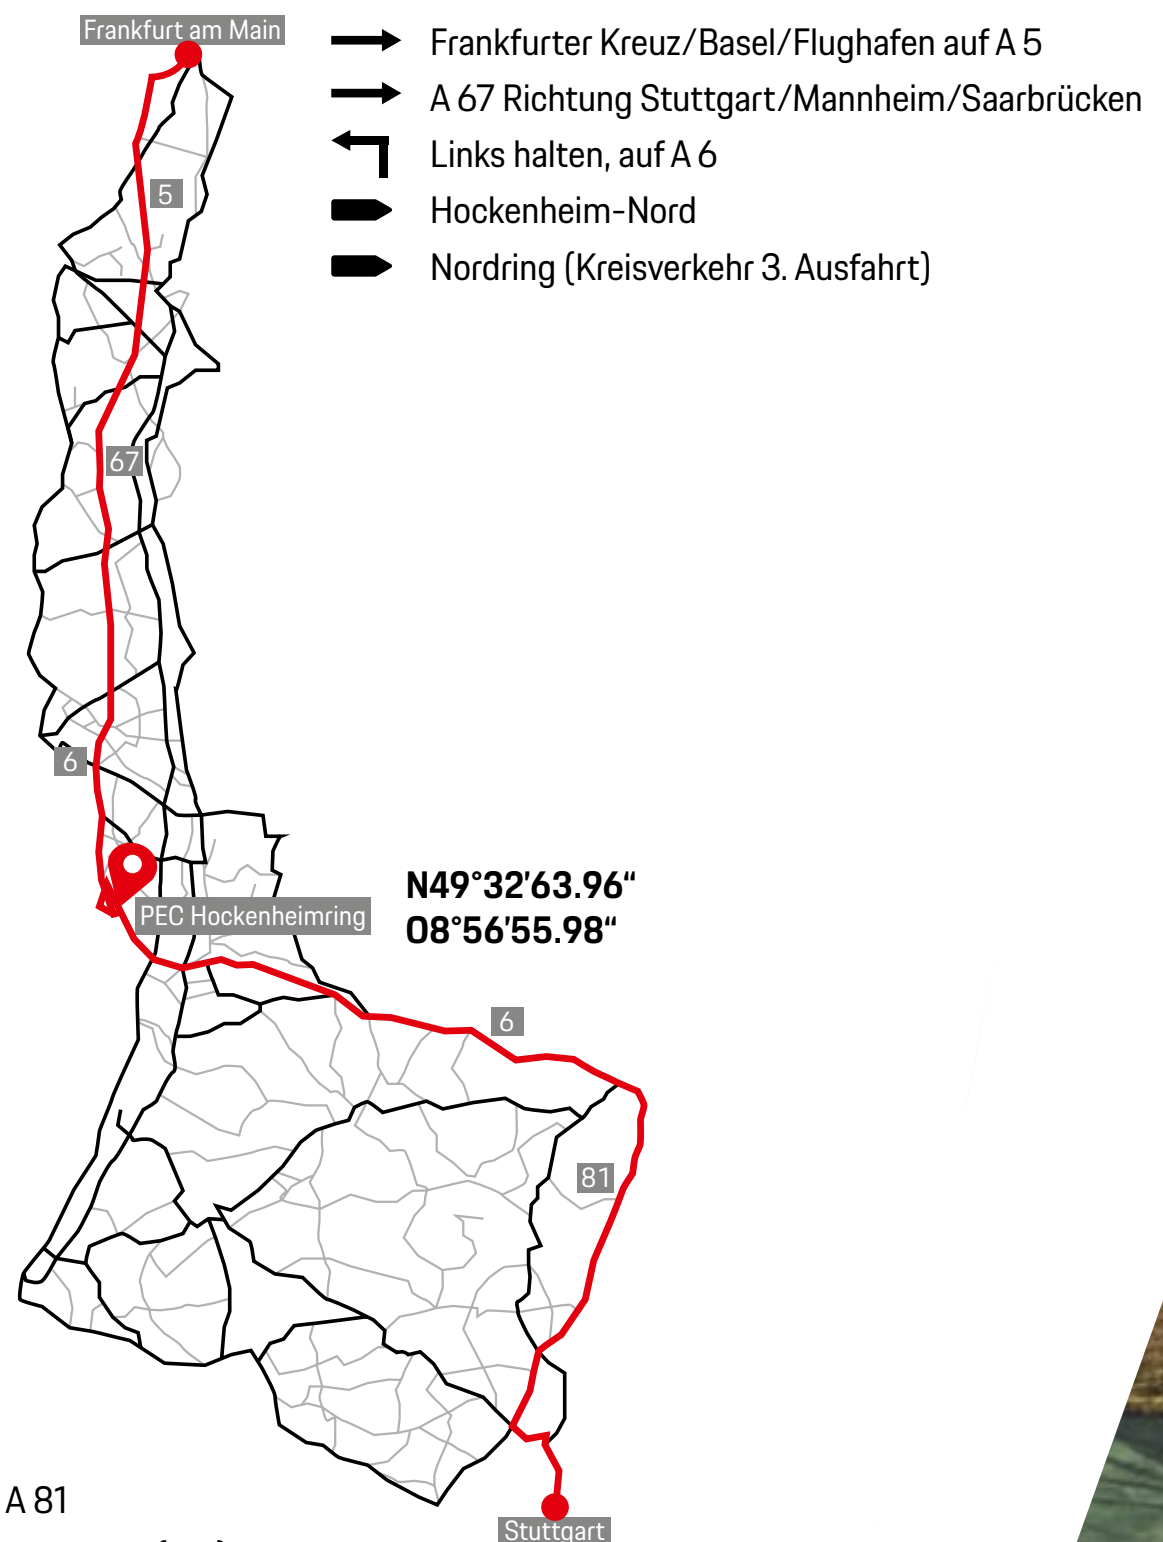 Frankfurt am Main
Frankfurter Kreuz/Basel/Flughafen auf A 5
A 67 Richtung Stuttgart/Mannheim/Saarbrücken
Links halten, auf A 6
Hockenheim-Nord
Nordring (Kreisverkehr 3. Ausfahrt)
5
67
6
N49°32’63.96“
O8°56’55.98“
PEC Hockenheimring
6
81
A 81
Stuttgart